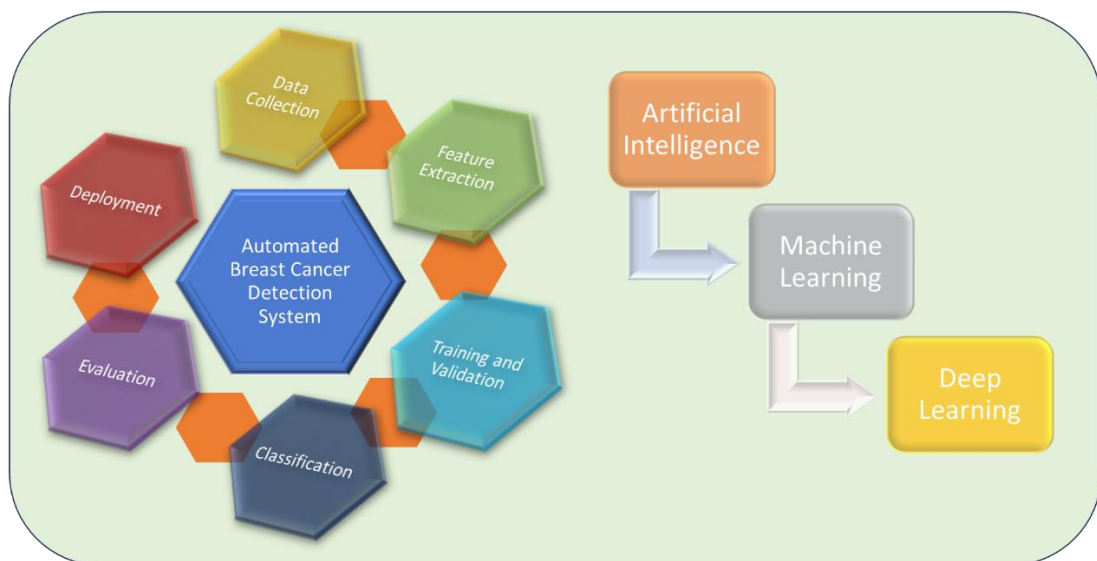 Data
Collection
Feature
Extraction
Training and
Validation
Classification
Evaluation
Deployment
Automated
Breast Cancer
Detection
System
Artificial
Intelligence
Machine
Learning
Deep
Learning